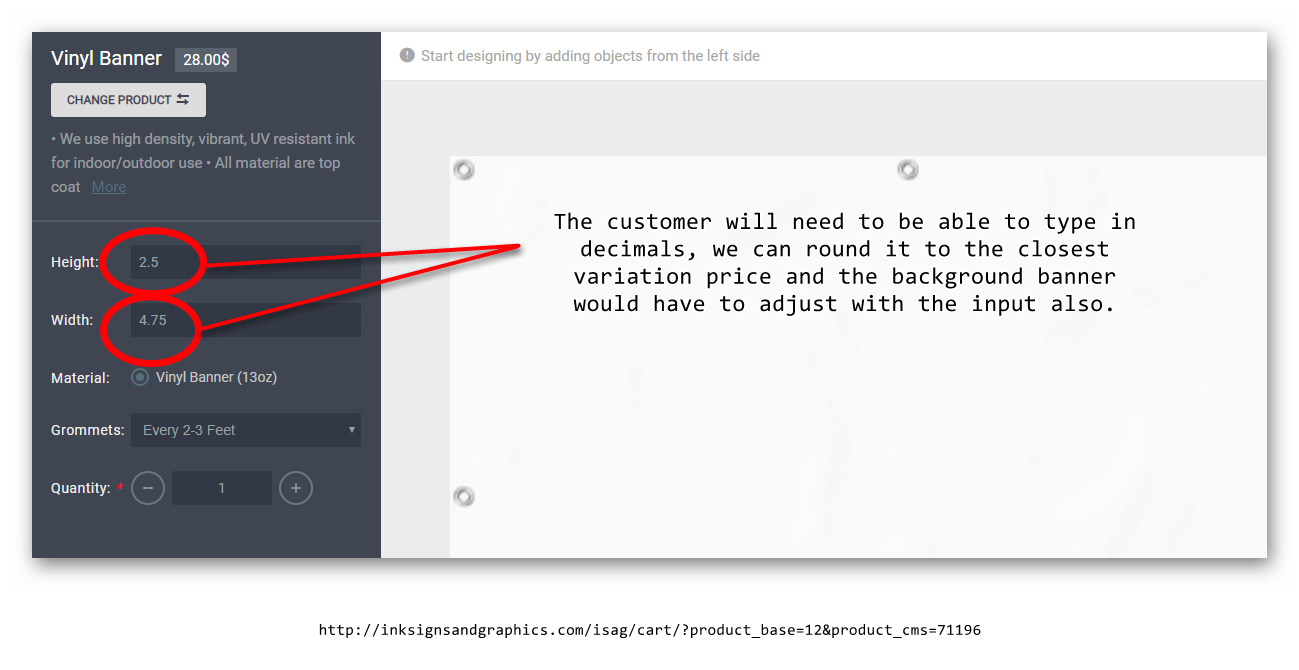 Vinyl Banner 28.00$
Start designing by adding objects from the left side
CHANGE PRODUCT
• We use high density, vibrant, UV resistant ink
for indoor/outdoor use • All material are top
coat More
Height: 2.5
Width: 4.75
Material: Vinyl Banner (13oz)
Grommets: Every 2-3 Feet
Quantity: * − 1 +
The customer will need to be able to type in
decimals, we can round it to the closest
variation price and the background banner
would have to adjust with the input also.
http://inksignsandgraphics.com/isag/cart/?product_base=12&product_cms=71196